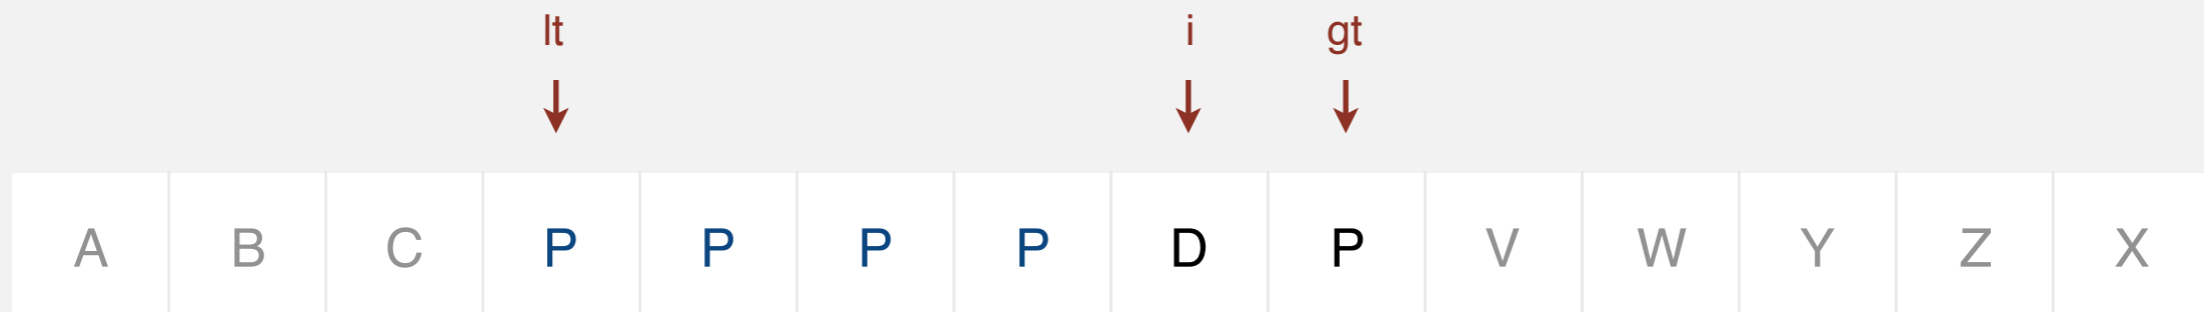 lt i gt
A B C P P P P D P V W Y Z X